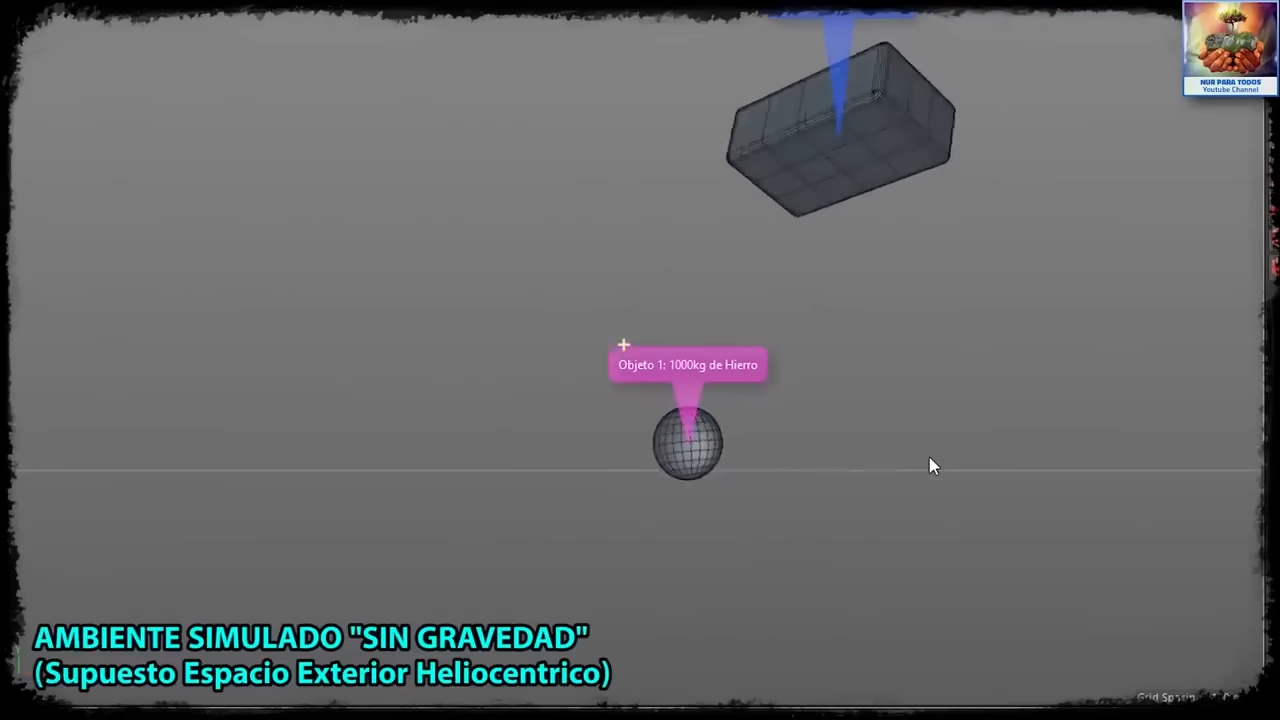 NUR PARA TODOS
Youtube Channel
Objeto 1: 1000kg de Hierro
AMBIENTE SIMULADO "SIN GRAVEDAD"
(Supuesto Espacio Exterior Heliocentrico)